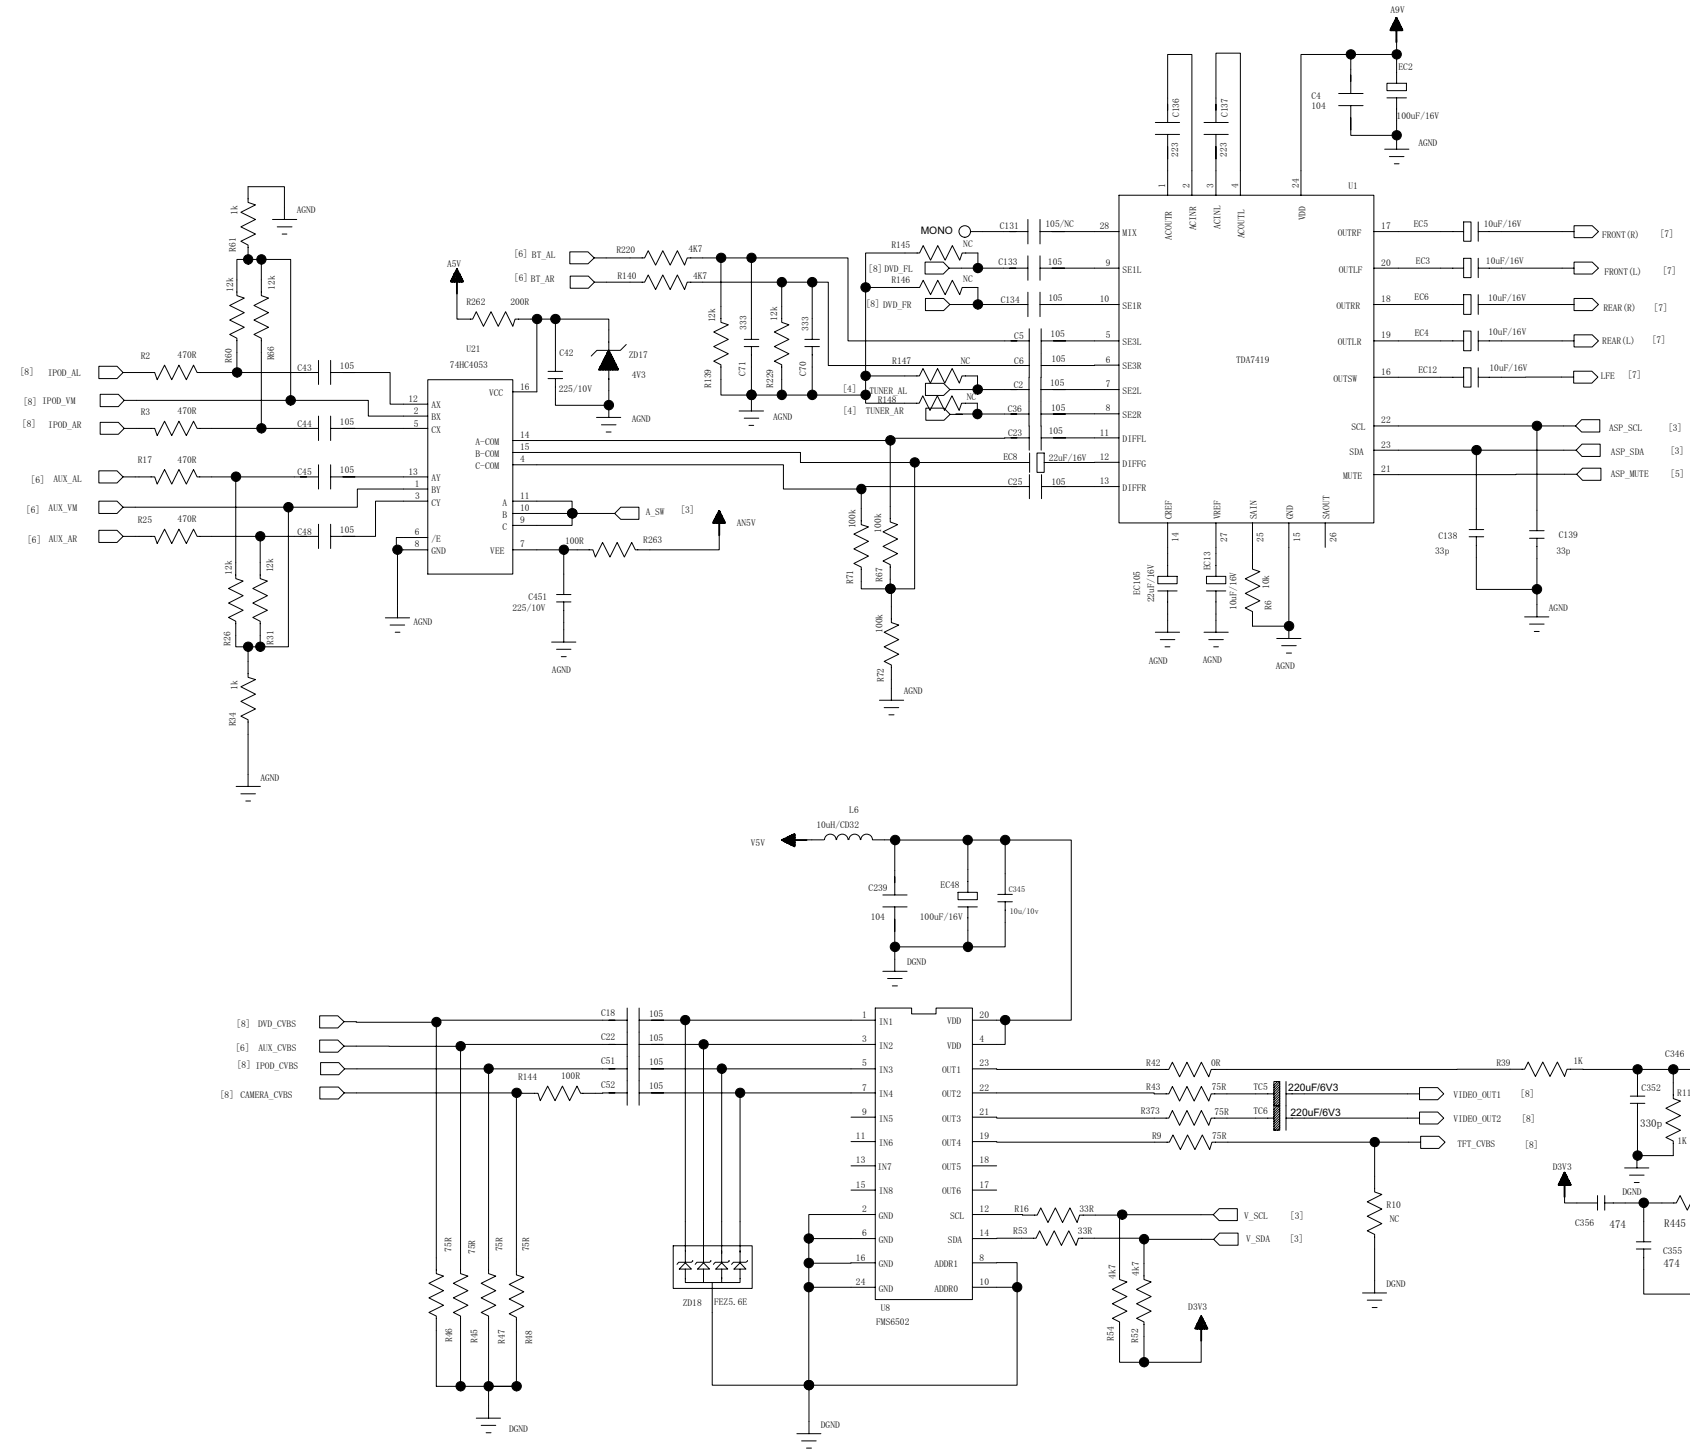 A9V
EC2
C4
104
100uF/16V
AGND
C136
223
C137
223
1
2
3
4
24
U1
ACOUTR
ACINR
ACINL
ACOUTL
VDD
1k
R61
AGND
12k
12k
R60
R66
MONO
C131
105/NC
28
MIX
R145
NC
[8] DVD_FL
C133
105
9
SE1L
R146
NC
[8] DVD_FR
C134
105
10
SE1R
C5
105
5
SE3L
C6
105
6
SE3R
R147
NC
[4] TUNER_AL
C2
105
7
SE2L
R148
NC
[4] TUNER_AR
C36
105
8
SE2R
C23
105
11
DIFFL
EC8
22uF/16V
12
DIFFG
C25
105
13
DIFFR
TDA7419
OUTRF
17
EC5
10uF/16V
FRONT(R)
[7]
OUTLF
20
EC3
10uF/16V
FRONT(L)
[7]
OUTRR
18
EC6
10uF/16V
REAR(R)
[7]
OUTLR
19
EC4
10uF/16V
REAR(L)
[7]
OUTSW
16
EC12
10uF/16V
LFE
[7]
SCL
22
ASP_SCL
[3]
SDA
23
ASP_SDA
[3]
MUTE
21
ASP_MUTE
[5]
[6] BT_AL
R220
4K7
[6] BT_AR
R140
4K7
12k
R139
333
C71
12k
R229
333
C70
AGND
A5V
R262
200R
C42
225/10V
ZD17
4V3
AGND
U21
74HC4053
VCC
16
[8] IPOD_AL
R2
470R
C43
105
12
AX
[8] IPOD_VM
2
BX
[8] IPOD_AR
R3
470R
C44
105
5
CX
A-COM
14
B-COM
15
C-COM
4
[6] AUX_AL
R17
470R
C45
105
13
AY
1
BY
3
CY
[6] AUX_VM
[6] AUX_AR
R25
470R
C48
105
A
11
B
10
C
9
A_SW
[3]
6
/E
8
GND
VEE
7
100R
R263
AN5V
C451
225/10V
AGND
AGND
12k
12k
R26
R31
1k
R34
AGND
100k
R71
100k
R67
100k
R72
AGND
CREF
VREF
SAIN
GND
SAOUT
14
27
25
15
26
EC105
22uF/16V
EC13
10uF/16V
10k
R6
AGND
AGND
AGND
C138
33p
C139
33p
AGND
L6
10uH/CD32
V5V
C239
104
EC48
100uF/16V
C345
10u/10v
DGND
[8] DVD_CVBS
C18
105
1
IN1
[6] AUX_CVBS
C22
105
3
IN2
[8] IPOD_CVBS
C51
105
5
IN3
[8] CAMERA_CVBS
R144
100R
C52
105
7
IN4
9
IN5
11
IN6
13
IN7
15
IN8
2
GND
6
GND
16
GND
24
GND
VDD
20
VDD
4
OUT1
23
OUT2
22
OUT3
21
OUT4
19
OUT5
18
OUT6
17
SCL
12
SDA
14
ADDR1
8
ADDR0
10
U8
FMS6502
R42
0R
R39
1K
C346
R43
75R
TC5
220uF/6V3
VIDEO_OUT1
[8]
R373
75R
TC6
220uF/6V3
VIDEO_OUT2
[8]
R9
75R
TFT_CVBS
[8]
C352
330p
R11
1K
DGND
R10
NC
DGND
D3V3
C356
474
R445
C355
474
R16
33R
V_SCL
[3]
R53
33R
V_SDA
[3]
4k7
R54
4k7
R52
D3V3
75R
75R
75R
75R
R46
R45
R47
R48
DGND
ZD18
FEZ5.6E
DGND